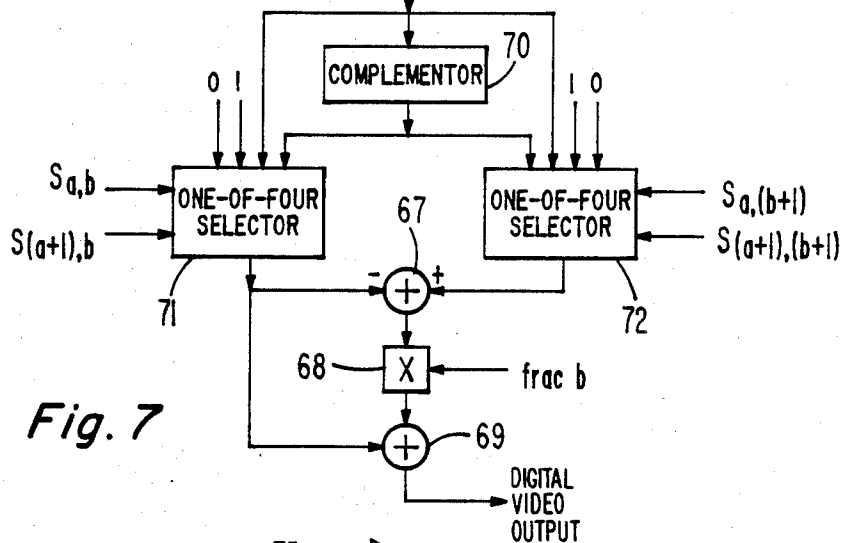 70
COMPLEMENTOR
0 1
1 0
Sa,b
S(a+1),b
ONE-OF-FOUR
SELECTOR
71
67
- +
+
ONE-OF-FOUR
SELECTOR
72
Sa,(b+1)
S(a+1),(b+1)
68
X
frac b
Fig. 7
+
69
DIGITAL
VIDEO
OUTPUT